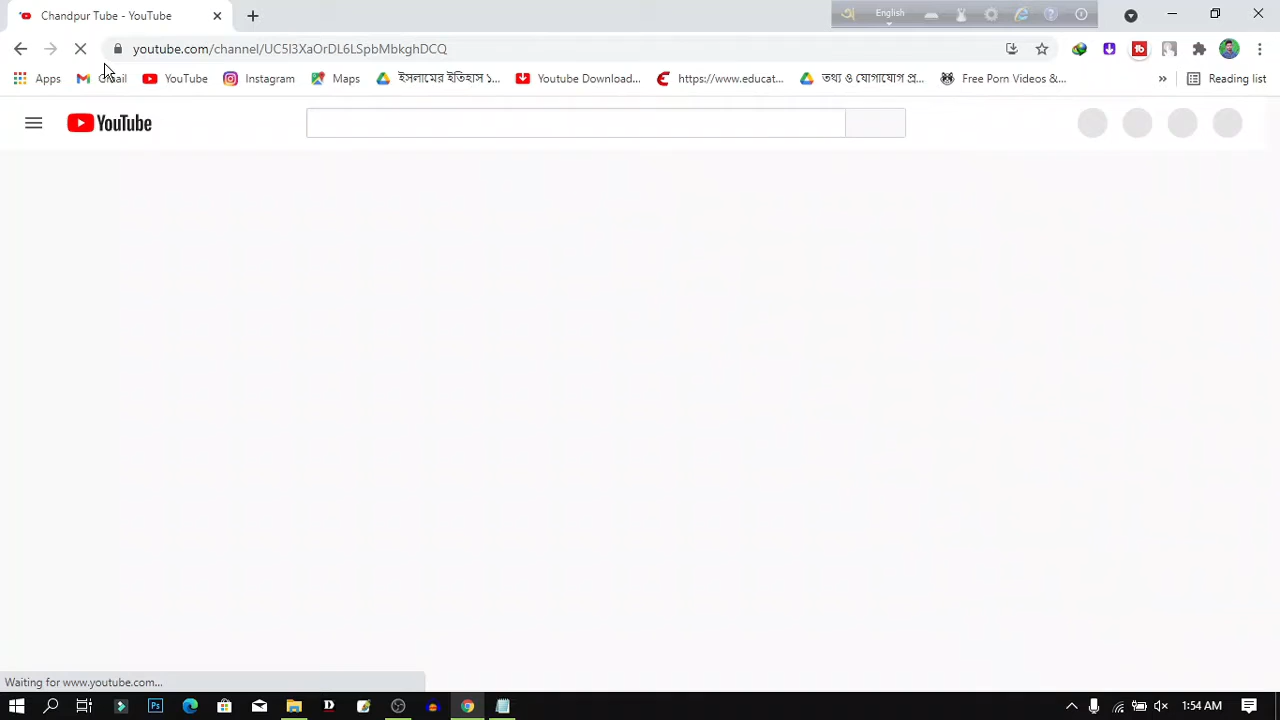 Chandpur Tube - YouTube
English
youtube.com/channel/UC5I3XaOrDL6LSpbMbkghDCQ
Apps Gmail YouTube Instagram Maps ইসলামের ইতিহাস ১... Youtube Download... https://www.educat... তথ্য ও যোগাযোগ প্র... Free Porn Videos &... » Reading list
YouTube
Waiting for www.youtube.com...
1:54 AM